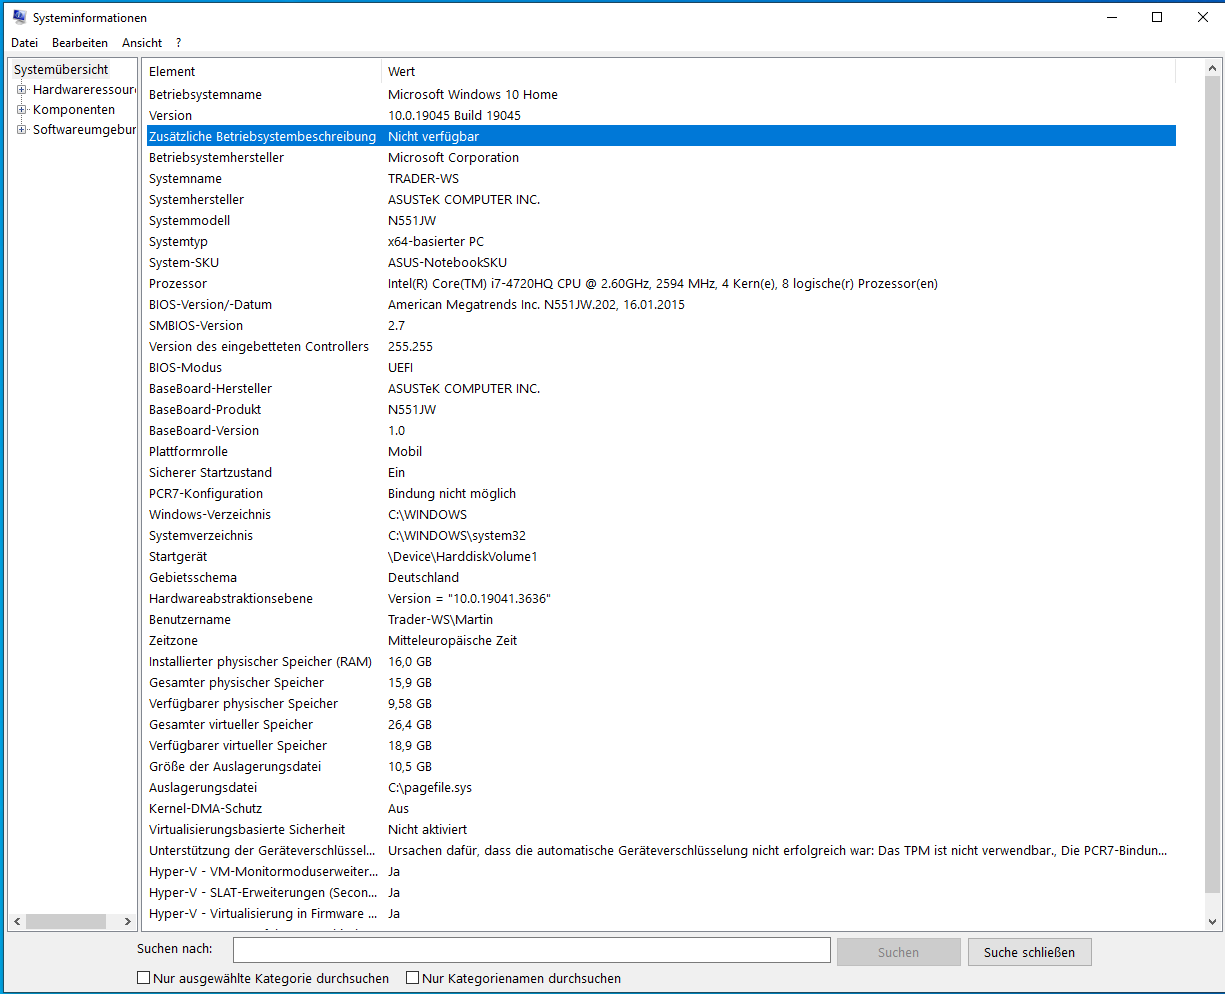 Systeminformationen
Datei Bearbeiten Ansicht ?
Systemübersicht
Hardwareressour
Komponenten
Softwareumgebur
Element Wert
Betriebsystemname Microsoft Windows 10 Home
Version 10.0.19045 Build 19045
Zusätzliche Betriebsystembeschreibung Nicht verfügbar
Betriebsystemhersteller Microsoft Corporation
Systemname TRADER-WS
Systemhersteller ASUSTeK COMPUTER INC.
Systemmodell N551JW
Systemtyp x64-basierter PC
System-SKU ASUS-NotebookSKU
Prozessor Intel(R) Core(TM) i7-4720HQ CPU @ 2.60GHz, 2594 MHz, 4 Kern(e), 8 logische(r) Prozessor(en)
BIOS-Version/-Datum American Megatrends Inc. N551JW.202, 16.01.2015
SMBIOS-Version 2.7
Version des eingebetteten Controllers 255.255
BIOS-Modus UEFI
BaseBoard-Hersteller ASUSTeK COMPUTER INC.
BaseBoard-Produkt N551JW
BaseBoard-Version 1.0
Plattformrolle Mobil
Sicherer Startzustand Ein
PCR7-Konfiguration Bindung nicht möglich
Windows-Verzeichnis C:\WINDOWS
Systemverzeichnis C:\WINDOWS\system32
Startgerät \Device\HarddiskVolume1
Gebietsschema Deutschland
Hardwareabstraktionsebene Version = "10.0.19041.3636"
Benutzername Trader-WS\Martin
Zeitzone Mitteleuropäische Zeit
Installierter physischer Speicher (RAM) 16,0 GB
Gesamter physischer Speicher 15,9 GB
Verfügbarer physischer Speicher 9,58 GB
Gesamter virtueller Speicher 26,4 GB
Verfügbarer virtueller Speicher 18,9 GB
Größe der Auslagerungsdatei 10,5 GB
Auslagerungsdatei C:\pagefile.sys
Kernel-DMA-Schutz Aus
Virtualisierungsbasierte Sicherheit Nicht aktiviert
Unterstützung der Geräteverschlüssel... Ursachen dafür, dass die automatische Geräteverschlüsselung nicht erfolgreich war: Das TPM ist nicht verwendbar., Die PCR7-Bindun...
Hyper-V - VM-Monitormoduserweiter... Ja
Hyper-V - SLAT-Erweiterungen (Secon... Ja
Hyper-V - Virtualisierung in Firmware ... Ja
Suchen nach: Suchen Suche schließen
Nur ausgewählte Kategorie durchsuchen Nur Kategorienamen durchsuchen